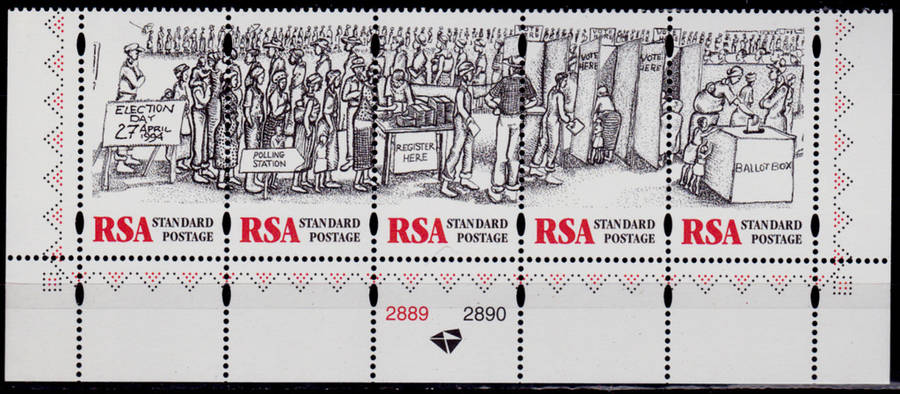 ELECTION
DAY
27 APRIL
1994
POLLING
STATION
REGISTER
HERE
VOTE
HERE
VOTE
HERE
BALLOT BOX
RSA STANDARD
POSTAGE
RSA STANDARD
POSTAGE
RSA STANDARD
POSTAGE
RSA STANDARD
POSTAGE
RSA STANDARD
POSTAGE
2889 2890